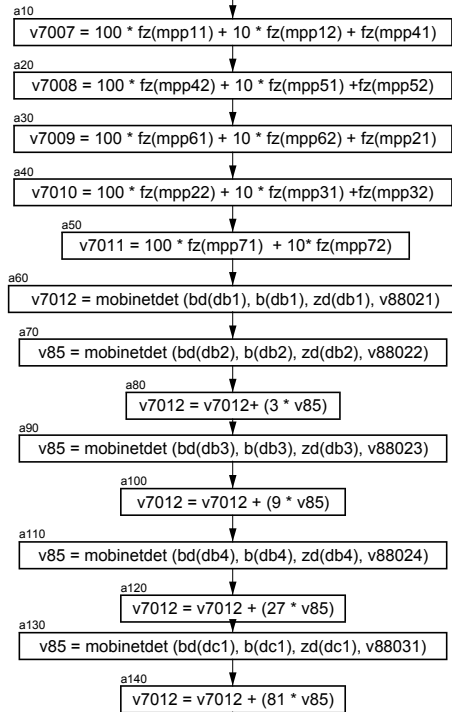 a10
v7007 = 100 * fz(mpp11) + 10 * fz(mpp12) + fz(mpp41)
a20
v7008 = 100 * fz(mpp42) + 10 * fz(mpp51) +fz(mpp52)
a30
v7009 = 100 * fz(mpp61) + 10 * fz(mpp62) + fz(mpp21)
a40
v7010 = 100 * fz(mpp22) + 10 * fz(mpp31) +fz(mpp32)
a50
v7011 = 100 * fz(mpp71) + 10* fz(mpp72)
a60
v7012 = mobinetdet (bd(db1), b(db1), zd(db1), v88021)
a70
v85 = mobinetdet (bd(db2), b(db2), zd(db2), v88022)
a80
v7012 = v7012+ (3 * v85)
a90
v85 = mobinetdet (bd(db3), b(db3), zd(db3), v88023)
a100
v7012 = v7012 + (9 * v85)
a110
v85 = mobinetdet (bd(db4), b(db4), zd(db4), v88024)
a120
v7012 = v7012 + (27 * v85)
a130
v85 = mobinetdet (bd(dc1), b(dc1), zd(dc1), v88031)
a140
v7012 = v7012 + (81 * v85)